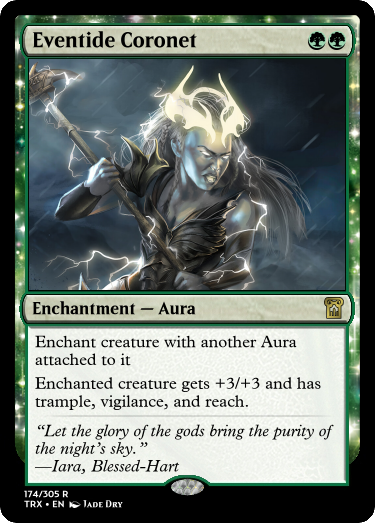 Eventide Coronet
Enchantment — Aura
Enchant creature with another Aura
attached to it
Enchanted creature gets +3/+3 and has
trample, vigilance, and reach.
“Let the glory of the gods bring the purity of
the night’s sky.”
—Iara, Blessed-Hart
174/305 R
TRX • EN Jade Dry